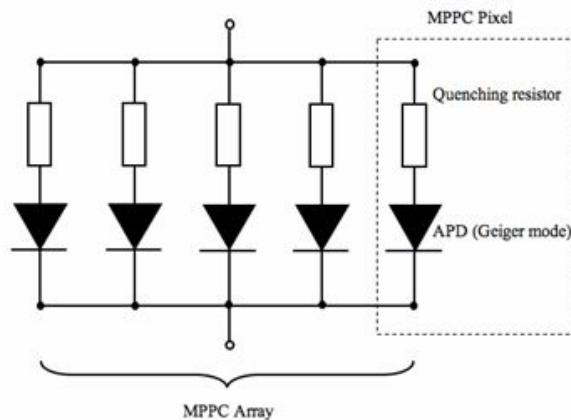 MPPC Pixel
Quenching resistor
APD (Geiger mode)
MPPC Array